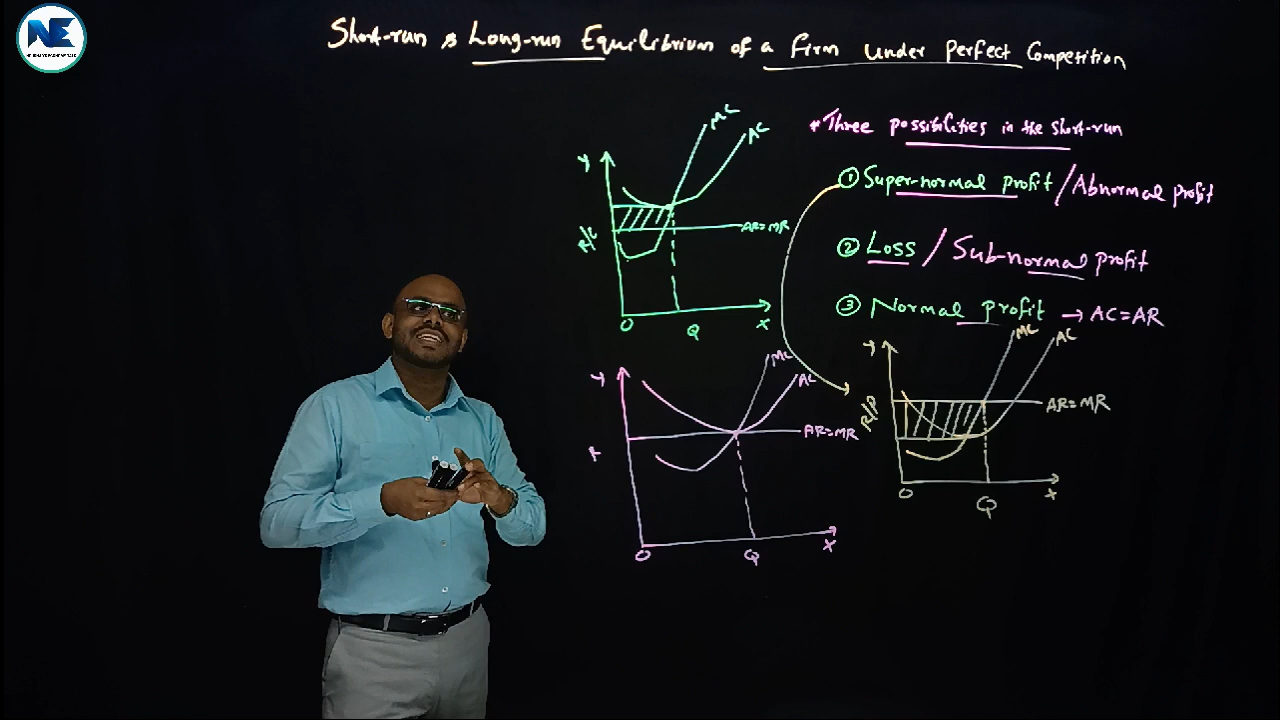 NE
Short-run & Long-run Equilibrium of a Firm Under Perfect Competition
* Three possibilities in the Short-run
① Super-normal profit / Abnormal profit
② Loss / Sub-normal profit
③ Normal profit → AC=AR
Y
R/C
MC
AC
AR=MR
O
Q
X
Y
MC
AC
AR=MR
O
Q
X
Y
R/P
MC
AC
AR=MR
O
Q
X